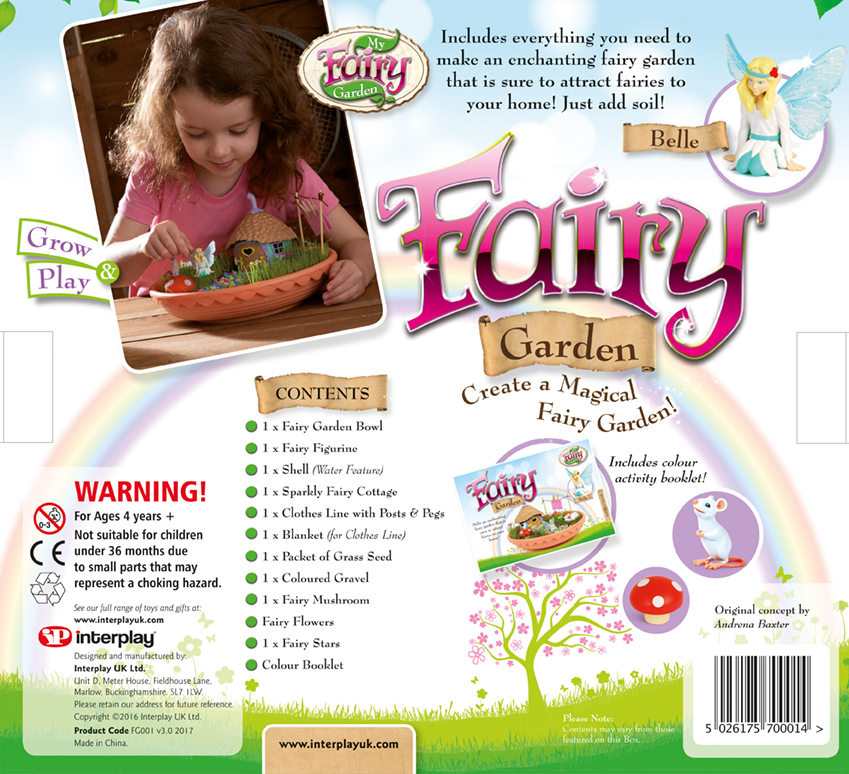 My
Fairy
Garden
Includes everything you need to
make an enchanting fairy garden
that is sure to attract fairies to
your home! Just add soil!
Belle
Grow
&
Play
Fairy
Garden
Create a Magical
Fairy Garden!
CONTENTS
1 x Fairy Garden Bowl
1 x Fairy Figurine
1 x Shell (Water Feature)
1 x Sparkly Fairy Cottage
1 x Clothes Line with Posts & Pegs
1 x Blanket (for Clothes Line)
1 x Packet of Grass Seed
1 x Coloured Gravel
1 x Fairy Mushroom
Fairy Flowers
1 x Fairy Stars
Colour Booklet
Includes colour
activity booklet!
Fairy
Garden
WARNING!
0-3
For Ages 4 years +
Not suitable for children
under 36 months due
to small parts that may
represent a choking hazard.
CE
See our full range of toys and gifts at:
www.interplayuk.com
interplay
Designed and manufactured by:
Interplay UK Ltd.
Unit D, Meter House, Fieldhouse Lane,
Marlow, Buckinghamshire. SL7 1LW.
Please retain our address for future reference
Copyright ©2016 Interplay UK Ltd.
Product Code FG001 v3.0 2017
Made in China.
www.interplayuk.com
Please Note:
Contents may vary from those
featured on this Box.
Original concept by
Andrena Baxter
5 026175 700014 >